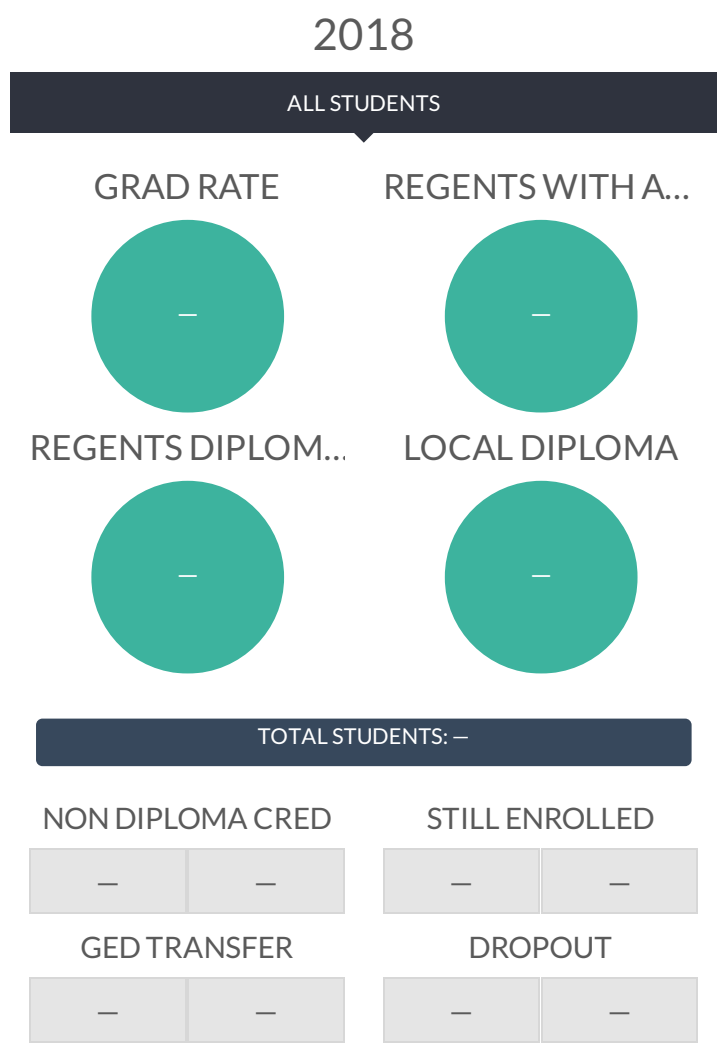 2018
ALL STUDENTS
GRAD RATE
REGENTS WITH A...
—
—
REGENTS DIPLOM...
LOCAL DIPLOMA
—
—
TOTAL STUDENTS: —
NON DIPLOMA CRED
STILL ENROLLED
— —
— —
GED TRANSFER
DROPOUT
— —
— —